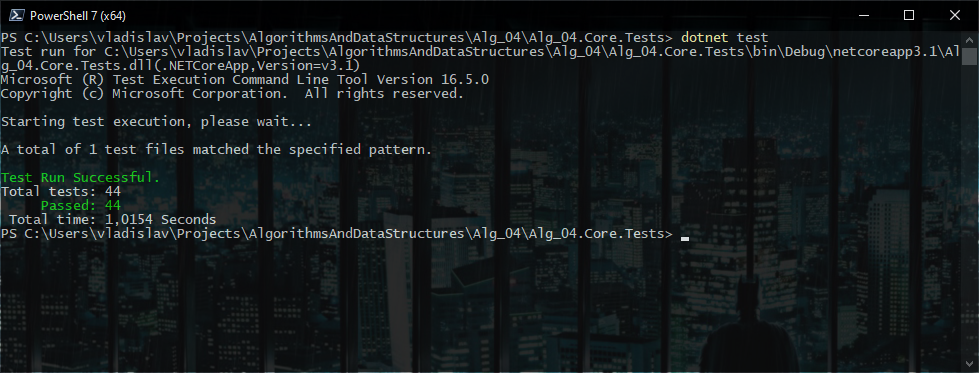 PowerShell 7 (x64)
PS C:\Users\vladislav\Projects\AlgorithmsAndDataStructures\Alg_04\Alg_04.Core.Tests> dotnet test
Test run for C:\Users\vladislav\Projects\AlgorithmsAndDataStructures\Alg_04\Alg_04.Core.Tests\bin\Debug\netcoreapp3.1\Al
g_04.Core.Tests.dll(.NETCoreApp,Version=v3.1)
Microsoft (R) Test Execution Command Line Tool Version 16.5.0
Copyright (c) Microsoft Corporation.  All rights reserved.
Starting test execution, please wait...
A total of 1 test files matched the specified pattern.
Test Run Successful.
Total tests: 44
Passed: 44
Total time: 1,0154 Seconds
PS C:\Users\vladislav\Projects\AlgorithmsAndDataStructures\Alg_04\Alg_04.Core.Tests>